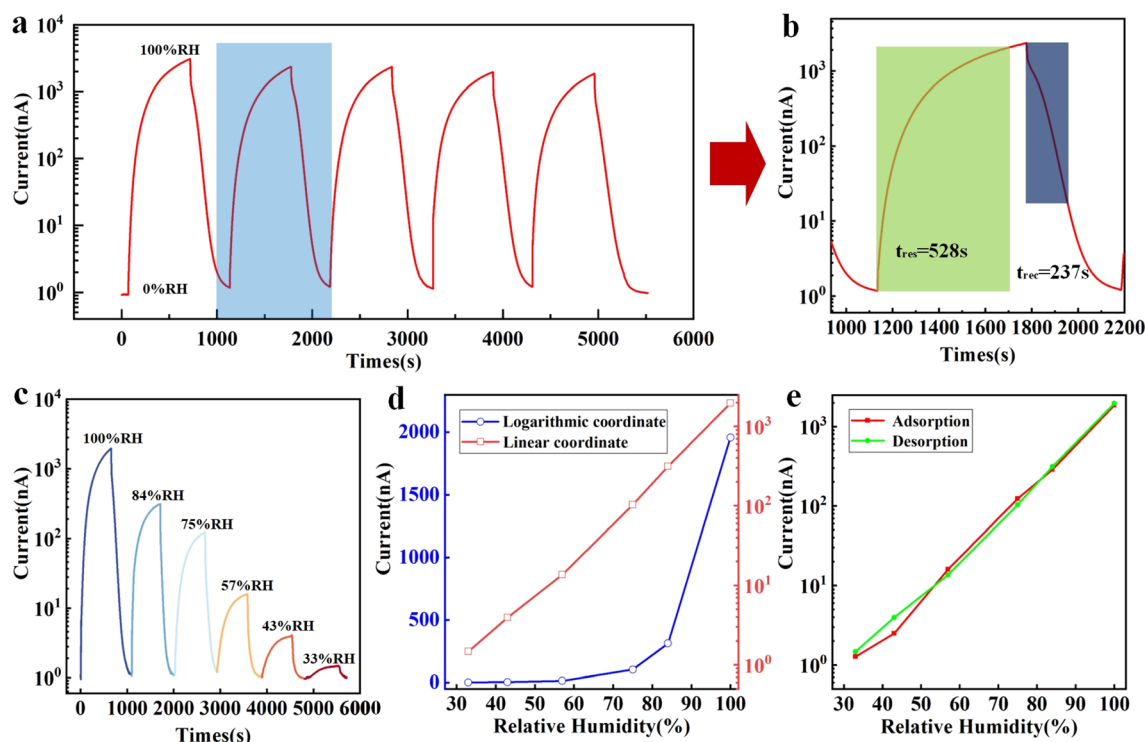 a
10⁴
10³
10²
10¹
10⁰
Current(nA)
100%RH
0%RH
0 1000 2000 3000 4000 5000 6000
Times(s)
b
10³
10²
10¹
10⁰
Current(nA)
tres=528s
trec=237s
1000 1200 1400 1600 1800 2000 2200
Times(s)
c
10⁴
10³
10²
10¹
10⁰
Current(nA)
100%RH
84%RH
75%RH
57%RH
43%RH
33%RH
0 1000 2000 3000 4000 5000 6000
Times(s)
d
Logarithmic coordinate
Linear coordinate
2000
1500
1000
500
0
Current(nA)
10³
10²
10¹
10⁰
30 40 50 60 70 80 90 100
Relative Humidity(%)
e
Adsorption
Desorption
10³
10²
10¹
10⁰
Current(nA)
30 40 50 60 70 80 90 100
Relative Humidity(%)